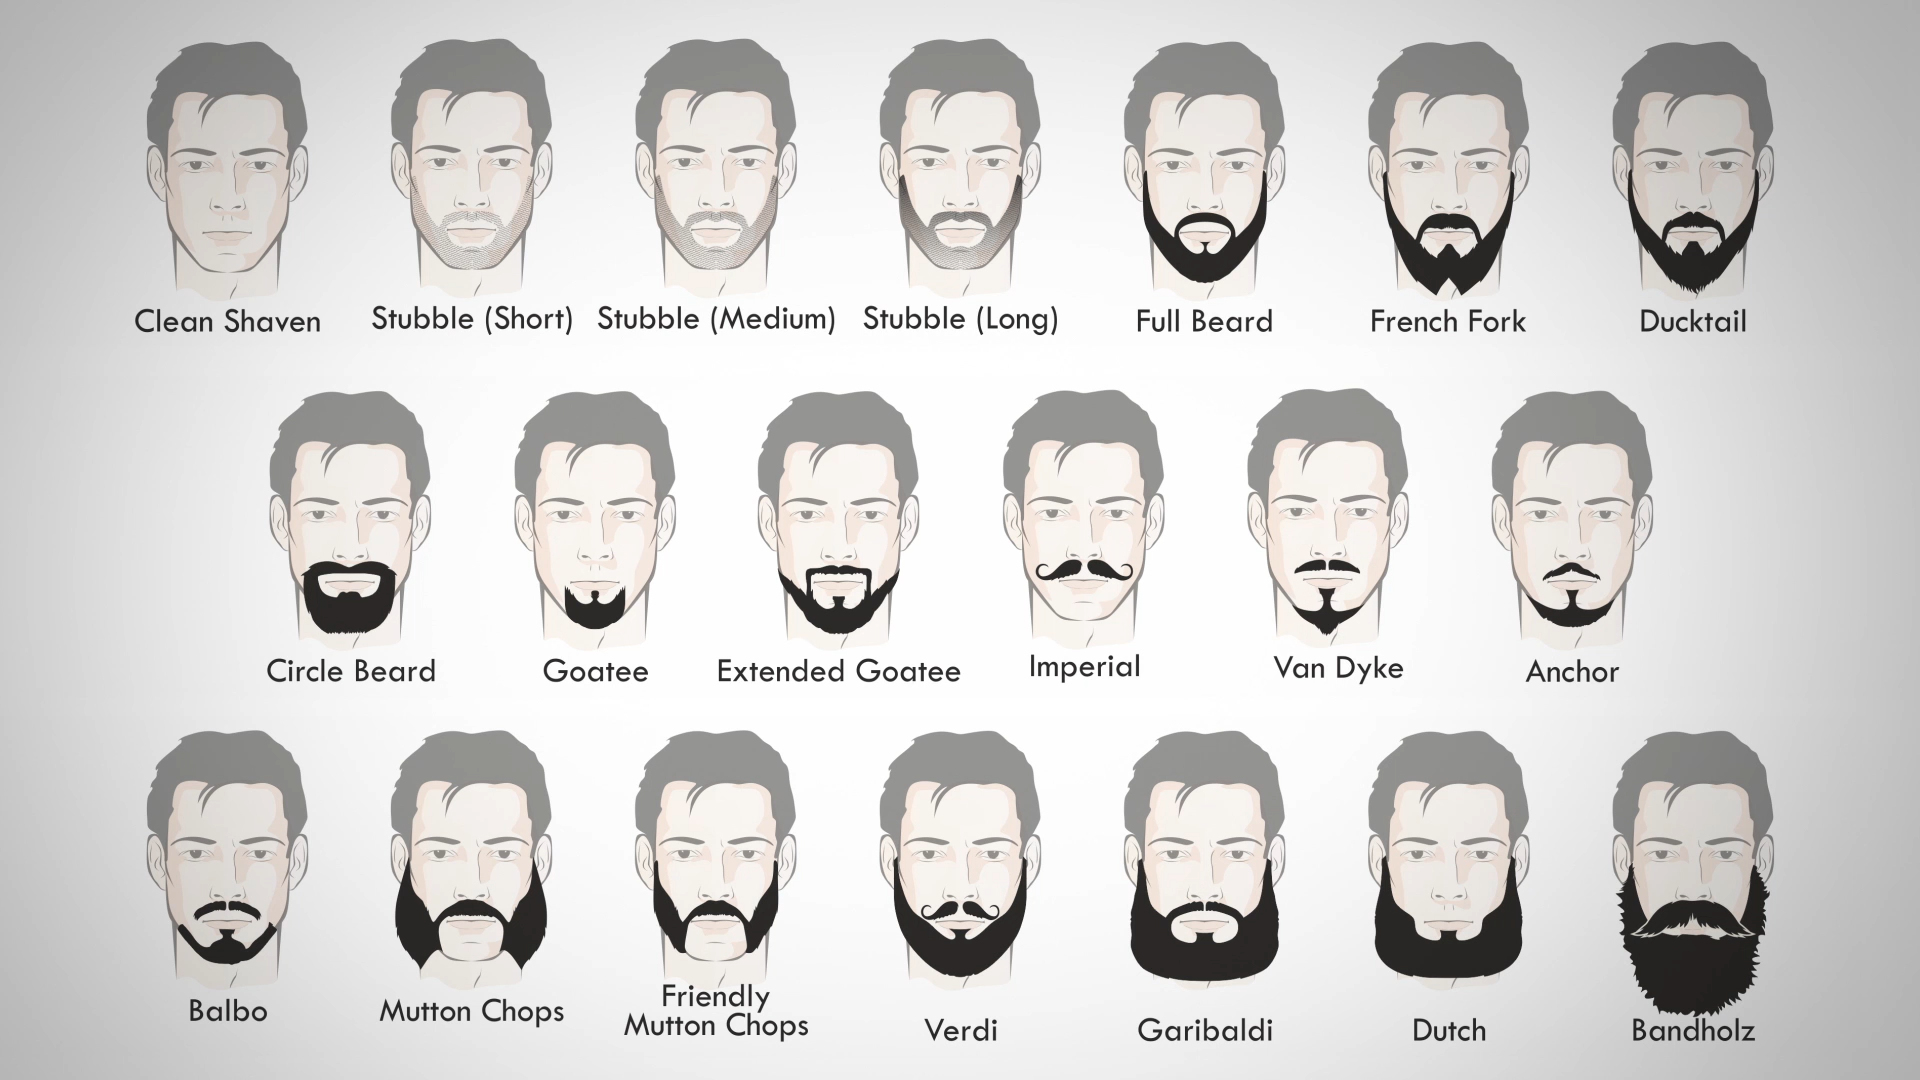 Clean Shaven
Stubble (Short)
Stubble (Medium)
Stubble (Long)
Full Beard
French Fork
Ducktail
Circle Beard
Goatee
Extended Goatee
Imperial
Van Dyke
Anchor
Balbo
Mutton Chops
Friendly
Mutton Chops
Verdi
Garibaldi
Dutch
Bandholz